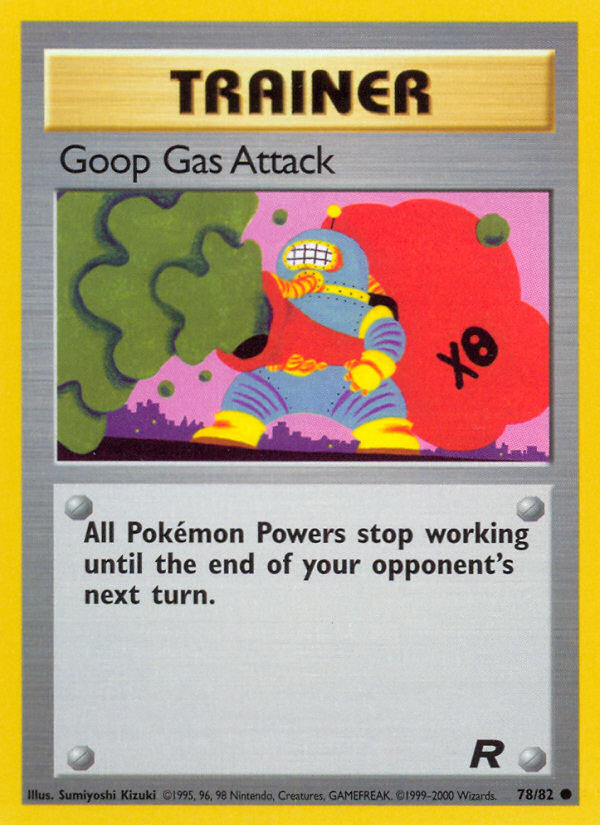 TRAINER
Goop Gas Attack
All Pokémon Powers stop working
until the end of your opponent's
next turn.
R
Illus. Sumiyoshi Kizuki ©1995, 96, 98 Nintendo, Creatures, GAMEFREAK. ©1999-2000 Wizards. 78/82 ●